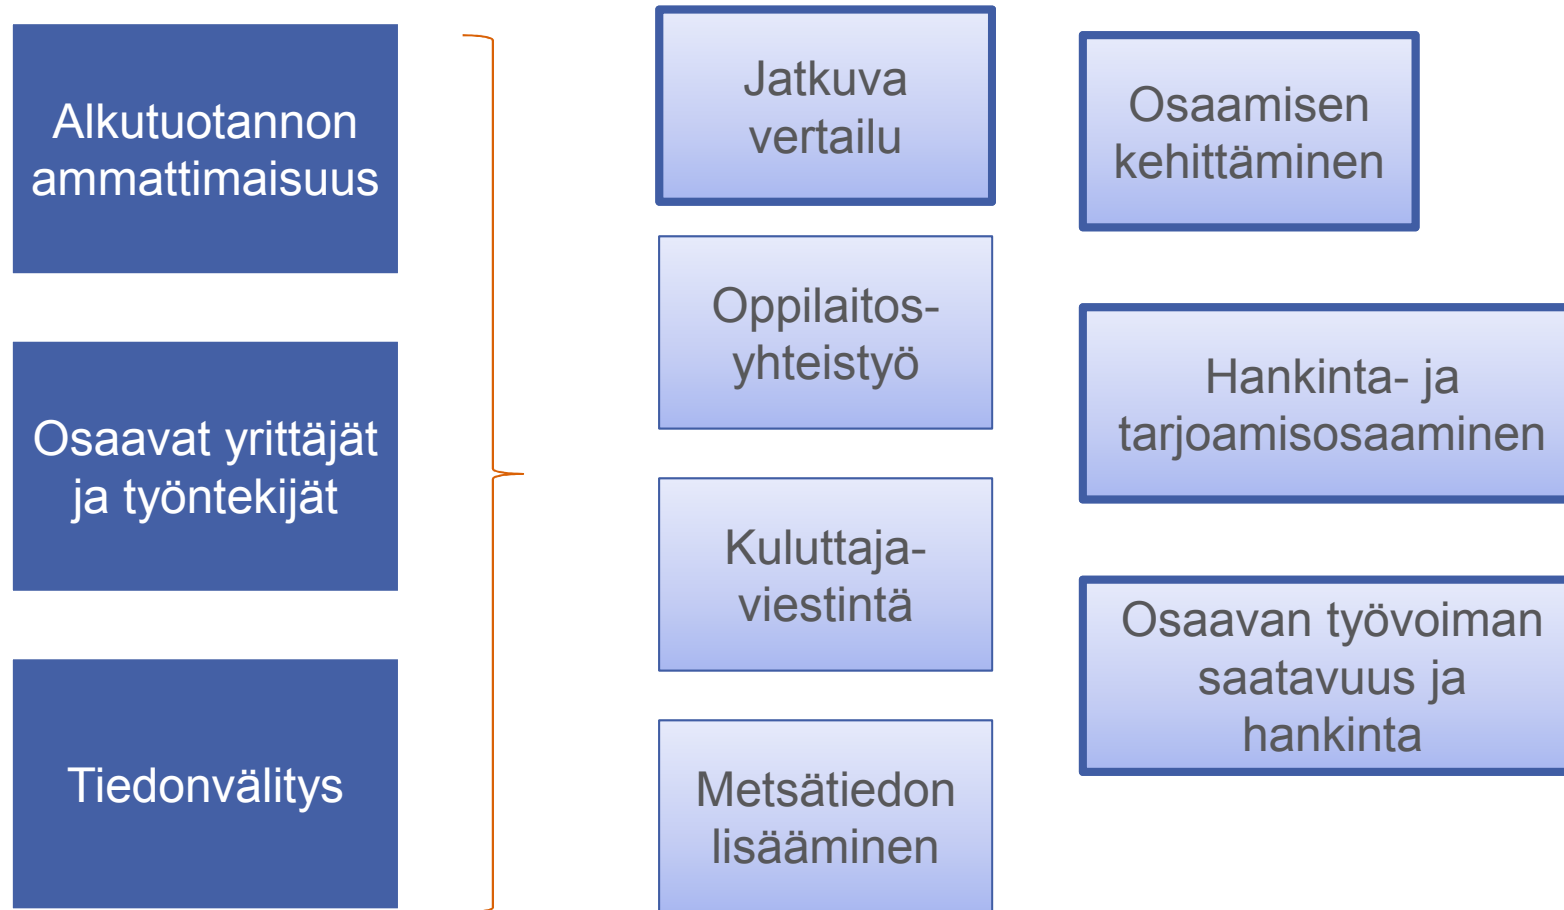 Alkutuotannon
ammattimaisuus
Osaavat yrittäjät
ja työntekijät
Tiedonvälitys
Jatkuva
vertailu
Oppilaitos-
yhteistyö
Kuluttaja-
viestintä
Metsätiedon
lisääminen
Osaamisen
kehittäminen
Hankinta- ja
tarjoamisosaaminen
Osaavan työvoiman
saatavuus ja
hankinta